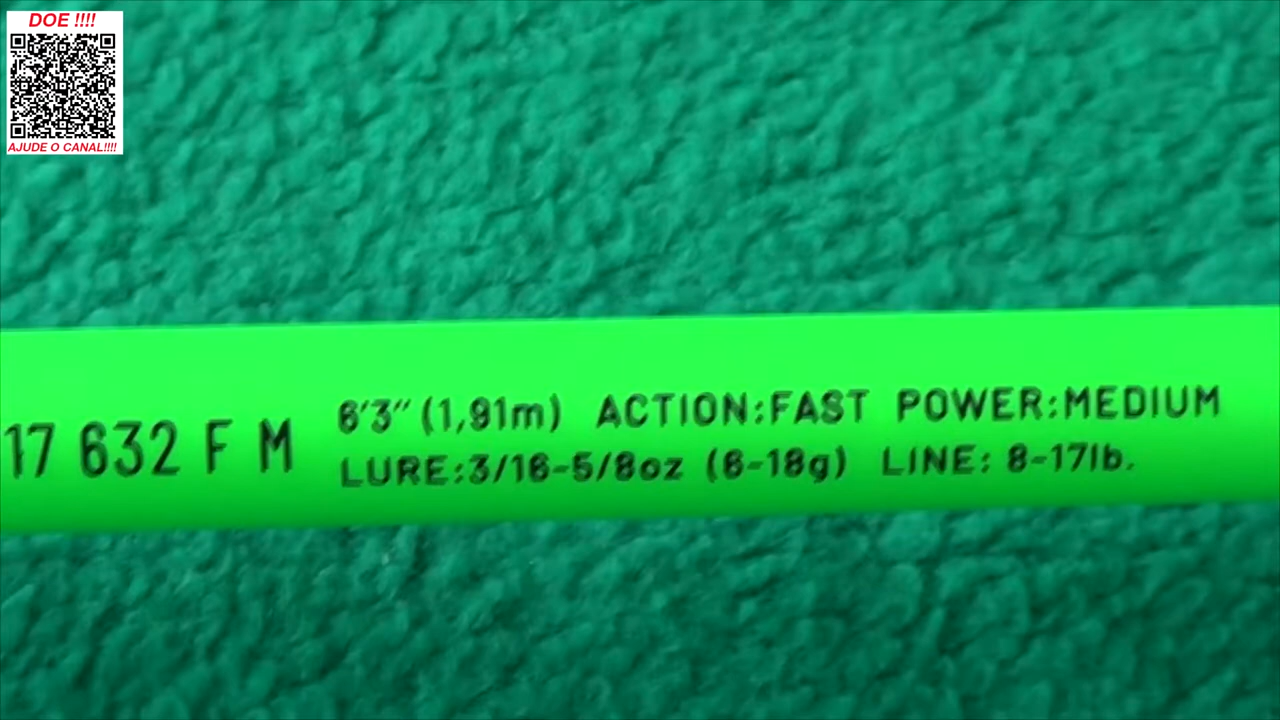 DOE !!!!
AJUDE O CANAL!!!!
17 632 F M
6'3" (1,91m) ACTION:FAST POWER:MEDIUM
LURE:3/16-5/8oz (6-18g) LINE: 8-17lb.